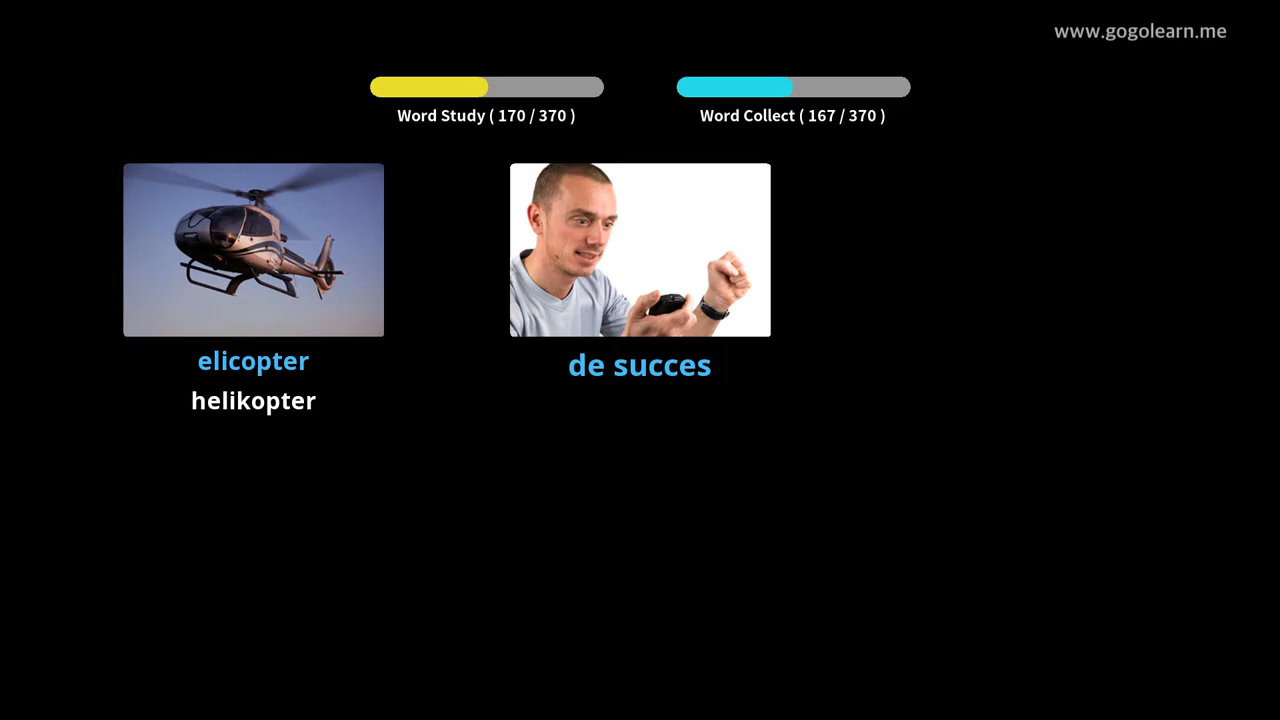 www.gogolearn.me
Word Study ( 170 / 370 )
Word Collect ( 167 / 370 )
elicopter
helikopter
de succes